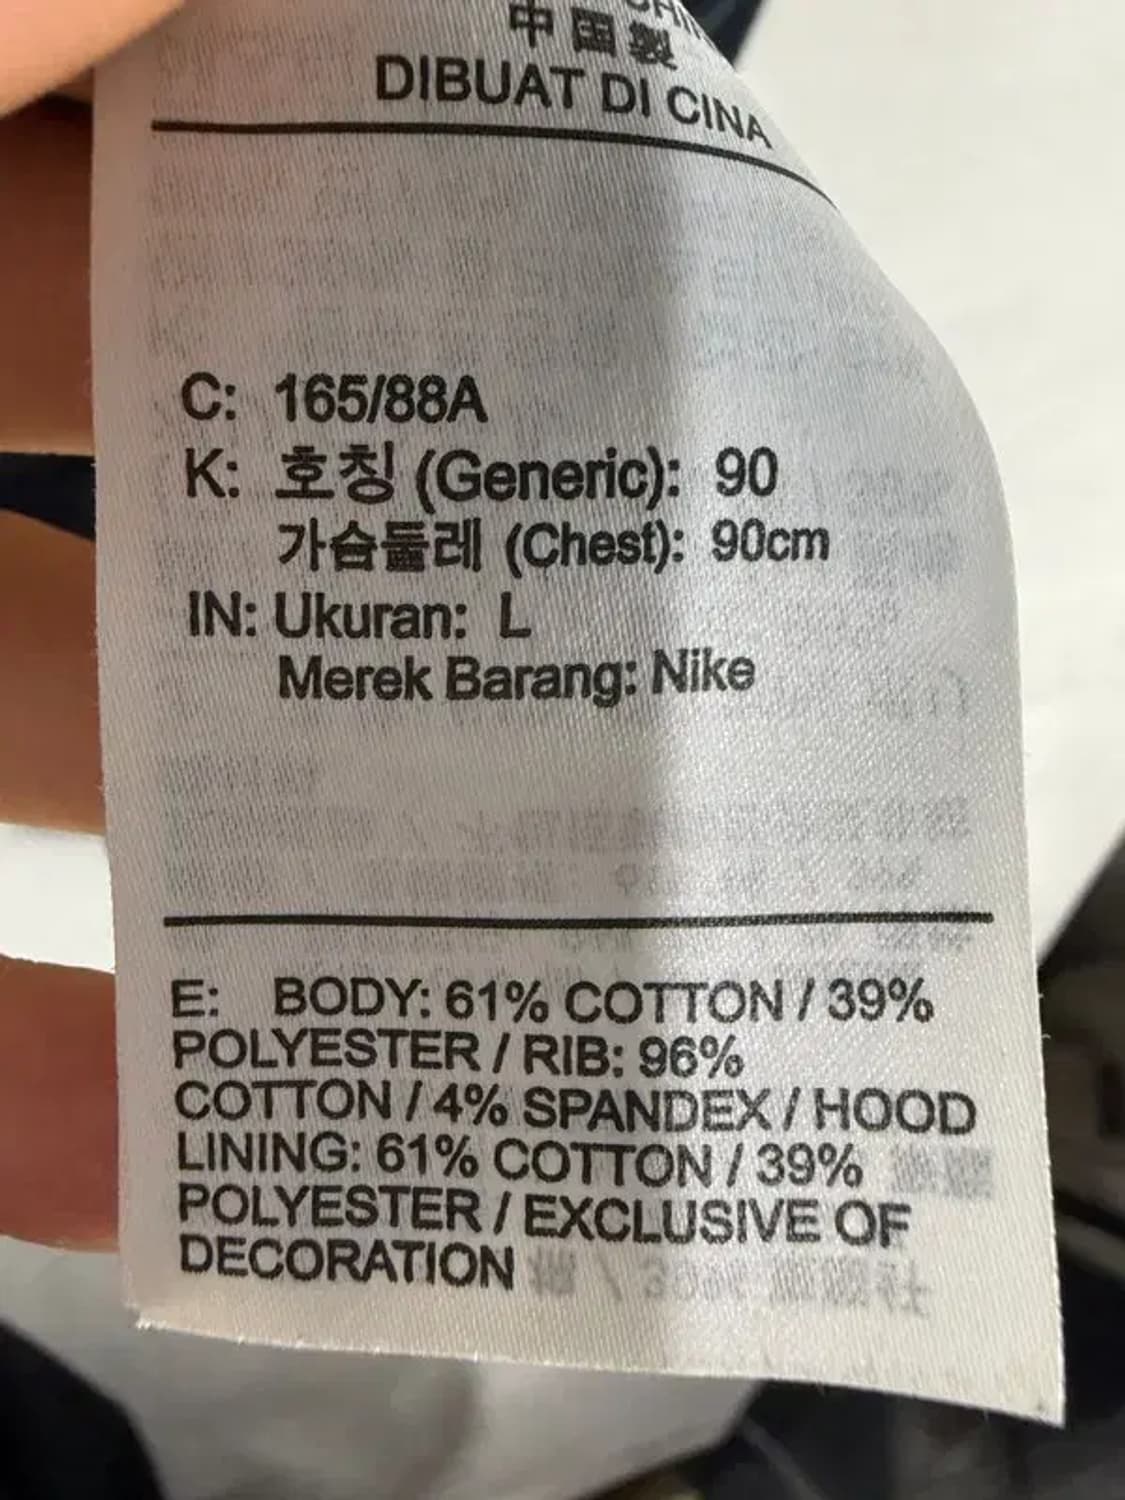 中国製
DIBUAT DI CINA
C: 165/88A
K: 호칭 (Generic): 90
가슴둘레 (Chest): 90cm
IN: Ukuran: L
Merek Barang: Nike
E: BODY: 61% COTTON / 39%
POLYESTER / RIB: 96%
COTTON / 4% SPANDEX / HOOD
LINING: 61% COTTON / 39%
POLYESTER / EXCLUSIVE OF
DECORATION